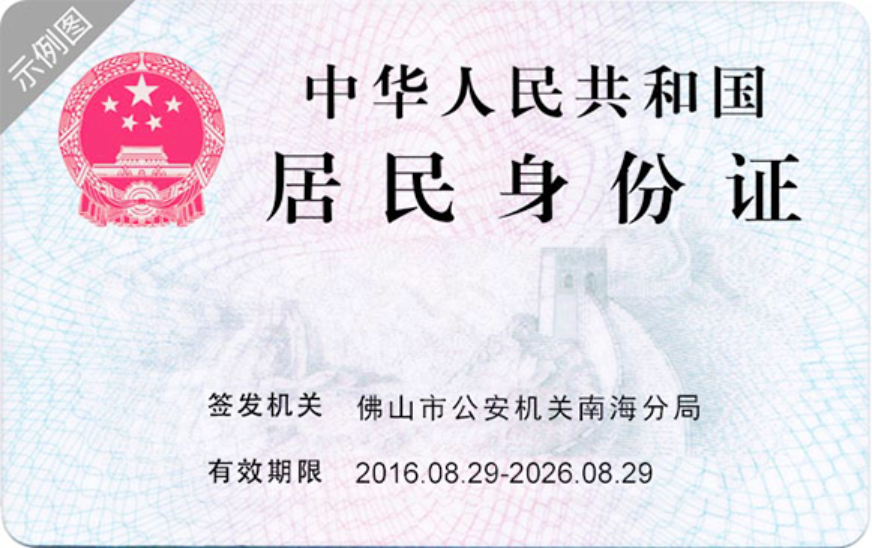 示例图
中华人民共和国
居民身份证
签发机关 佛山市公安机关南海分局
有效期限 2016.08.29-2026.08.29